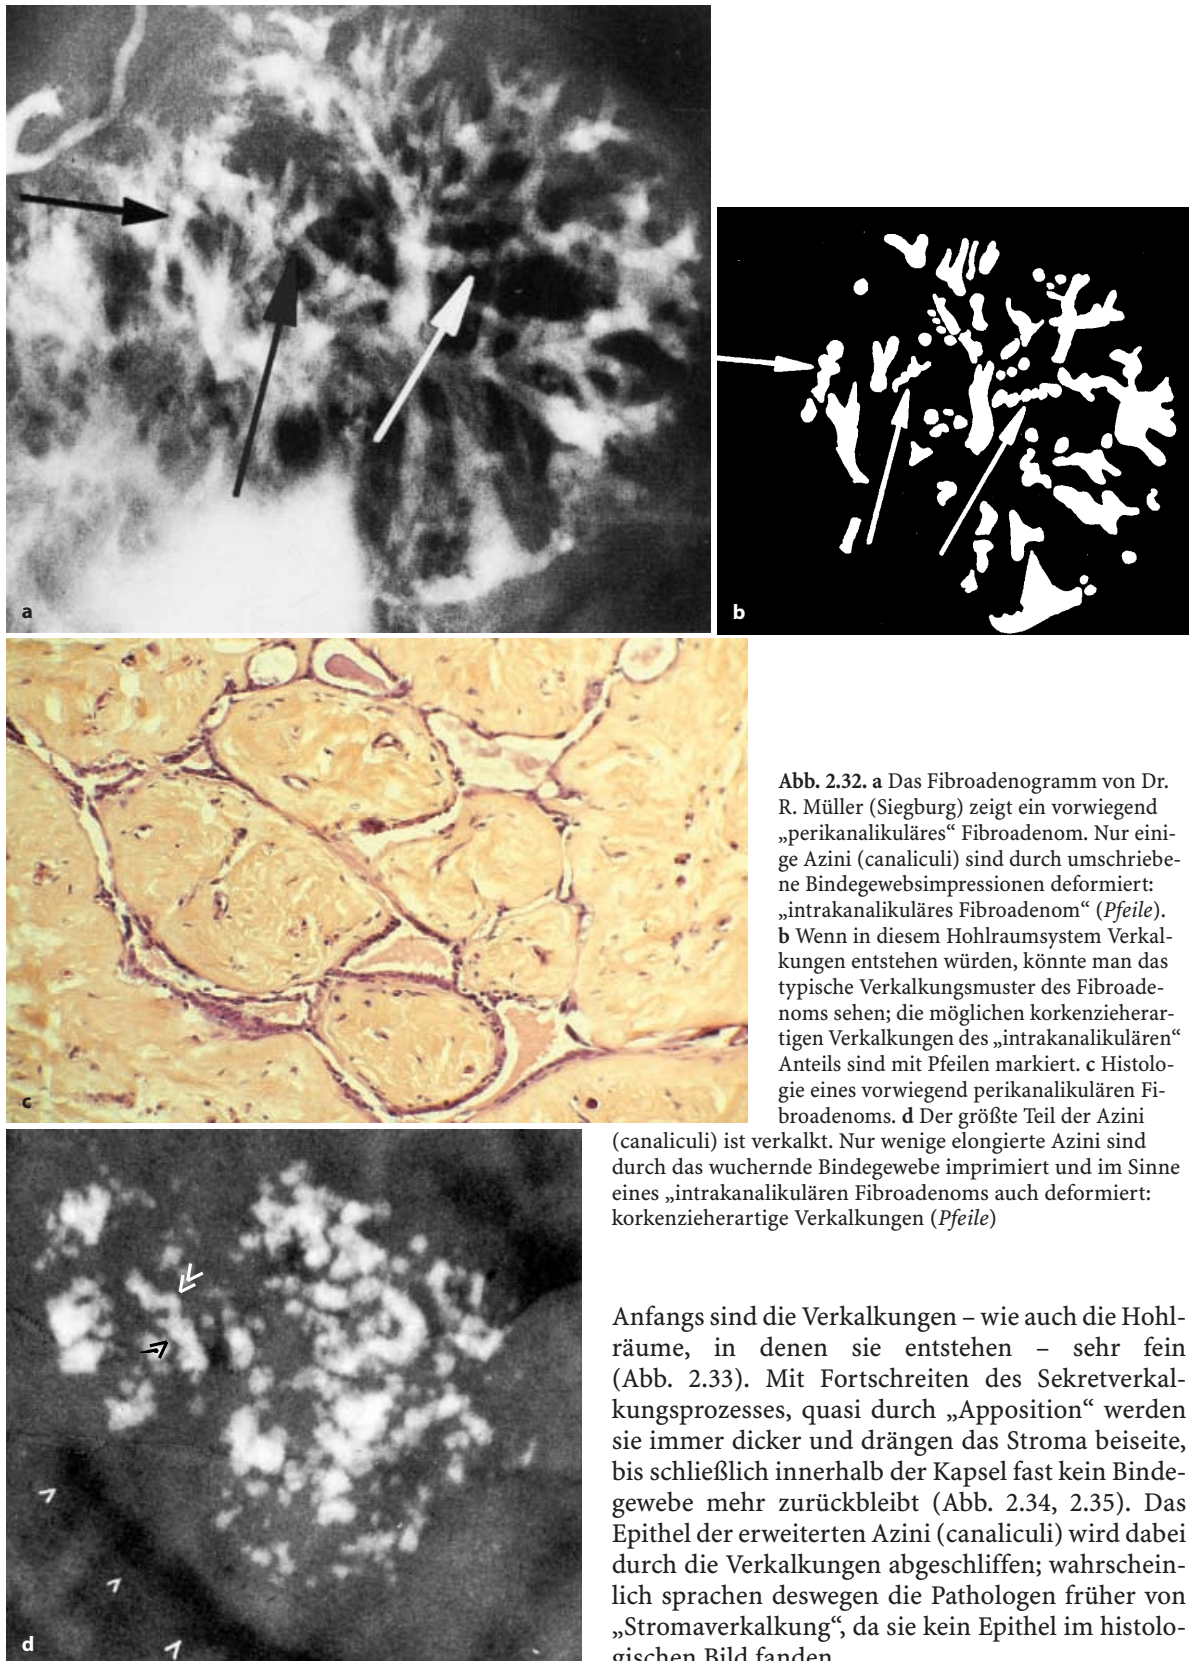 a
b
c
Abb. 2.32. a Das Fibroadenogramm von Dr.
R. Müller (Siegburg) zeigt ein vorwiegend
„perikanalikuläres“ Fibroadenom. Nur eini-
ge Azini (canaliculi) sind durch umschriebe-
ne Bindegewebsimpressionen deformiert:
„intrakanalikuläres Fibroadenom“ (Pfeile).
b Wenn in diesem Hohlraumsystem Verkal-
kungen entstehen würden, könnte man das
typische Verkalkungsmuster des Fibroade-
noms sehen; die möglichen korkenzieherar-
tigen Verkalkungen des „intrakanalikulären“
Anteils sind mit Pfeilen markiert. c Histolo-
gie eines vorwiegend perikanalikulären Fi-
broadenoms. d Der größte Teil der Azini
(canaliculi) ist verkalkt. Nur wenige elongierte Azini sind
durch das wuchernde Bindegewebe imprimiert und im Sinne
eines „intrakanalikulären Fibroadenoms auch deformiert:
korkenzieherartige Verkalkungen (Pfeile)
d
Anfangs sind die Verkalkungen – wie auch die Hohl-
räume, in denen sie entstehen – sehr fein
(Abb. 2.33). Mit Fortschreiten des Sekretverkal-
kungsprozesses, quasi durch „Apposition“ werden
sie immer dicker und drängen das Stroma beiseite,
bis schließlich innerhalb der Kapsel fast kein Binde-
gewebe mehr zurückbleibt (Abb. 2.34, 2.35). Das
Epithel der erweiterten Azini (canaliculi) wird dabei
durch die Verkalkungen abgeschliffen; wahrschein-
lich sprachen deswegen die Pathologen früher von
„Stromaverkalkung“, da sie kein Epithel im histolo-
gischen Bild fanden